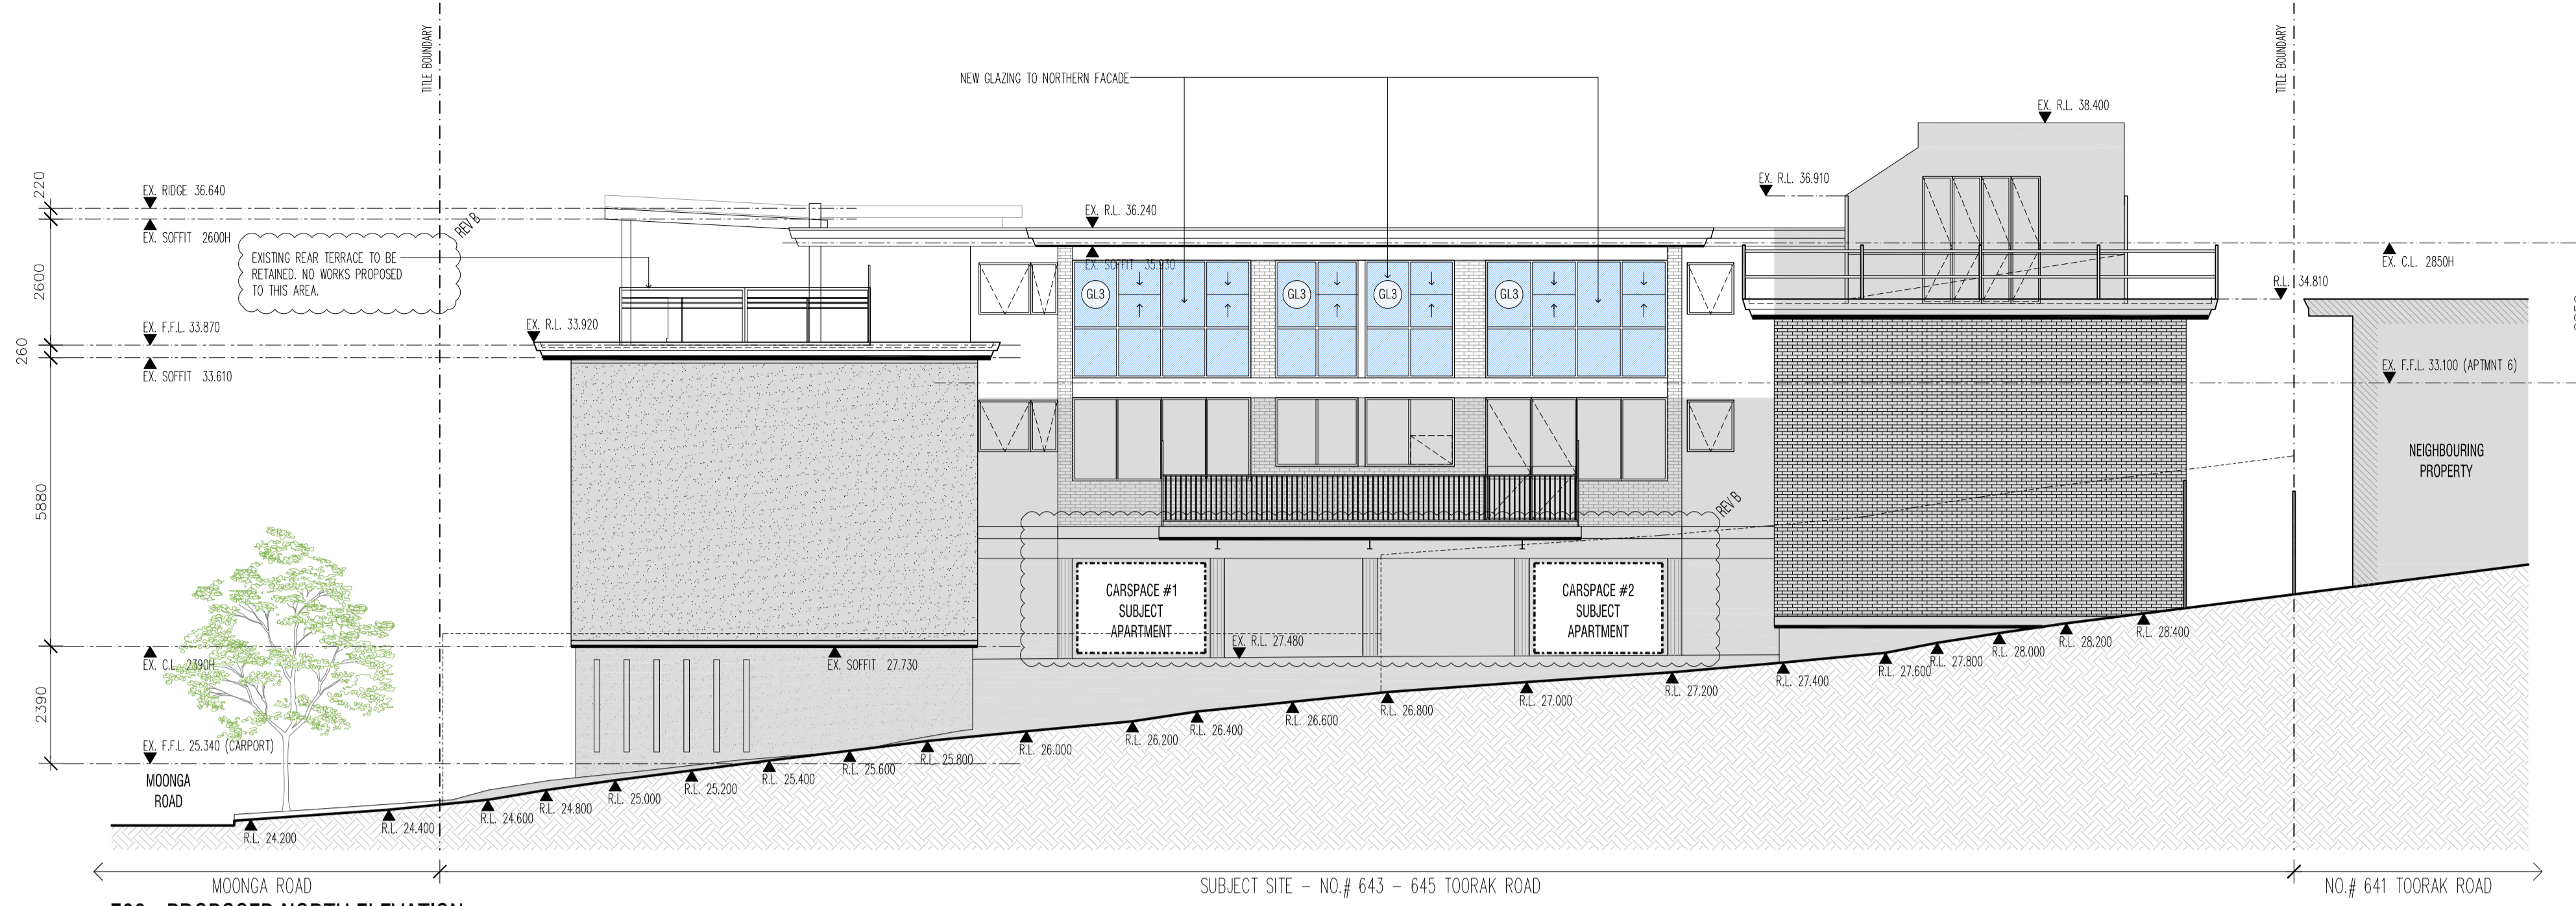 TITLE BOUNDARY
TITLE BOUNDARY
NEW GLAZING TO NORTHERN FACADE
EX. R.L. 38.400
EX. R.L. 36.910
EX. RIDGE 36.640
220
EX. SOFFIT 2600H
REV B
EXISTING REAR TERRACE TO BE
RETAINED. NO WORKS PROPOSED
TO THIS AREA.
EX. R.L. 36.240
EX. SOFFIT 35.930
EX. C.L. 2850H
R.L. 34.810
2600
GL3
GL3
GL3
GL3
EX. F.F.L. 33.870
EX. R.L. 33.920
260
EX. SOFFIT 33.610
EX. F.F.L. 33.100 (APTMNT 6)
NEIGHBOURING
PROPERTY
5880
REV B
CARSPACE #1
SUBJECT
APARTMENT
CARSPACE #2
SUBJECT
APARTMENT
EX. R.L. 27.480
EX. C.L. 2390H
EX. SOFFIT 27.730
2390
EX. F.F.L. 25.340 (CARPORT)
MOONGA
ROAD
R.L. 24.200
R.L. 24.400
R.L. 24.600
R.L. 24.800
R.L. 25.000
R.L. 25.200
R.L. 25.400
R.L. 25.600
R.L. 25.800
R.L. 26.000
R.L. 26.200
R.L. 26.400
R.L. 26.600
R.L. 26.800
R.L. 27.000
R.L. 27.200
R.L. 27.400
R.L. 27.600
R.L. 27.800
R.L. 28.000
R.L. 28.200
R.L. 28.400
MOONGA ROAD
SUBJECT SITE - NO.# 643 - 645 TOORAK ROAD
NO.# 641 TOORAK ROAD
PROPOSED NORTH ELEVATION